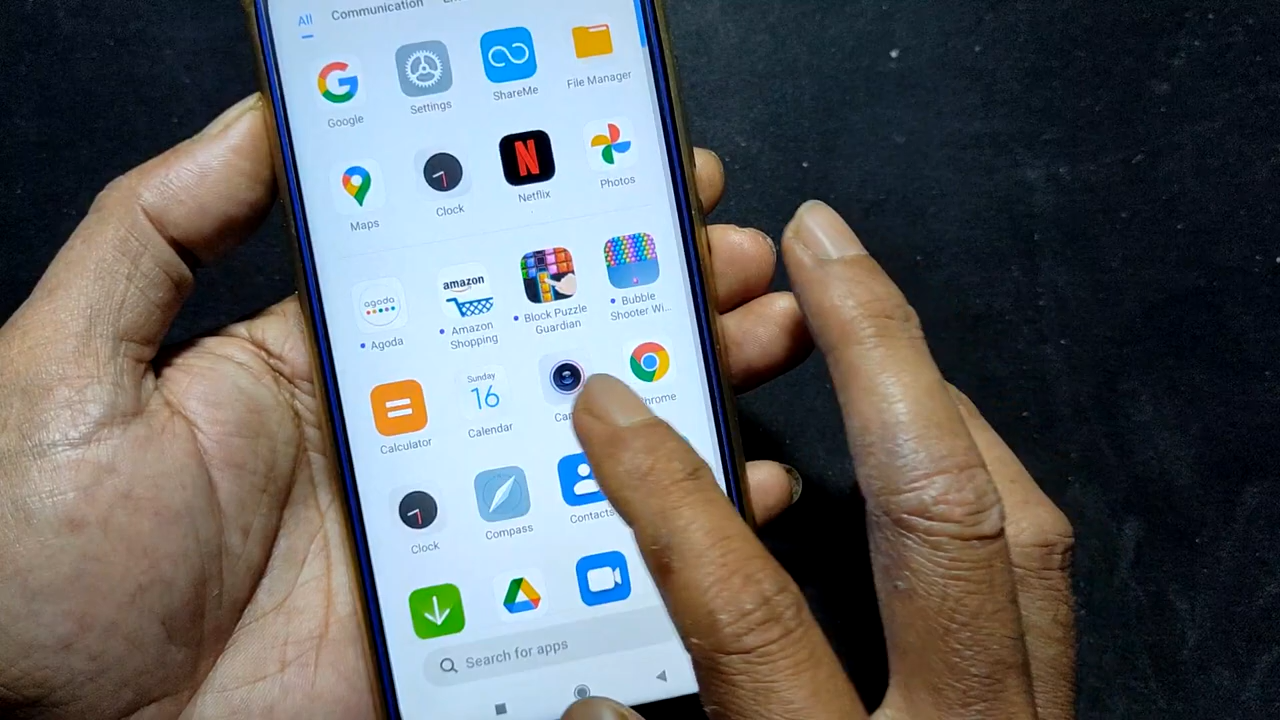 All Communication
Google Settings ShareMe File Manager
Maps Clock N Netflix Photos
agoda
Agoda
amazon
Amazon
Shopping
Block Puzzle
Guardian
Bubble
Shooter Wi...
Calculator
Sunday
16
Calendar
Clock Compass Contacts
Search for apps